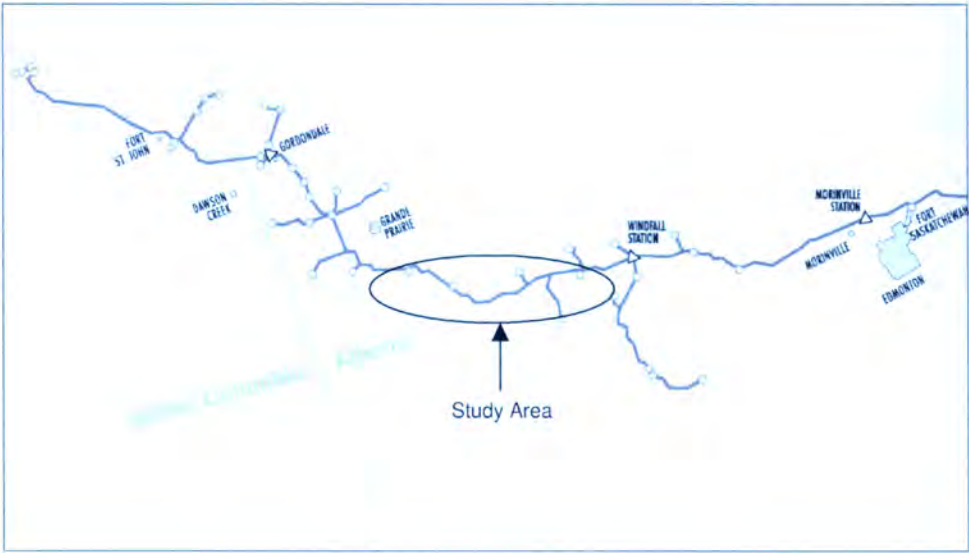 FORT
ST JOHN
GORDONDALE
DAWSON
CREEK
GRANDE
PRAIRIE
WINDFALL
STATION
MORINVILLE
STATION
FORT
SASKATCHEWAN
MORINVILLE
EDMONTON
Study Area